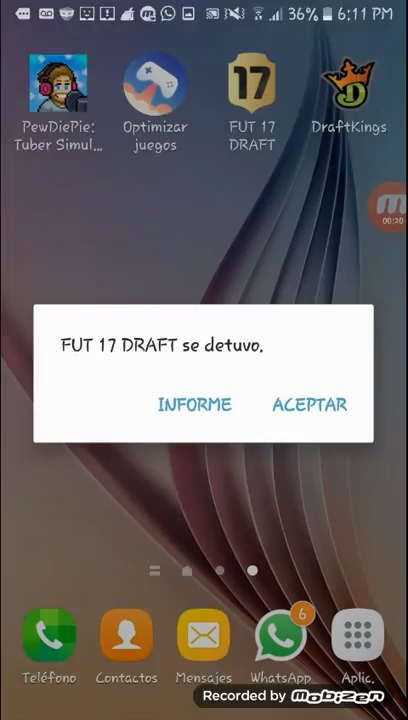 36% 6:11 PM
17
PewDiePie:
Tuber Simul...
Optimizar
juegos
FUT 17
DRAFT
DraftKings
00:20
FUT 17 DRAFT se detuvo.
INFORME
ACEPTAR
6
Teléfono
Contactos
Mensajes
WhatsApp
Aplic.
Recorded by mobizen